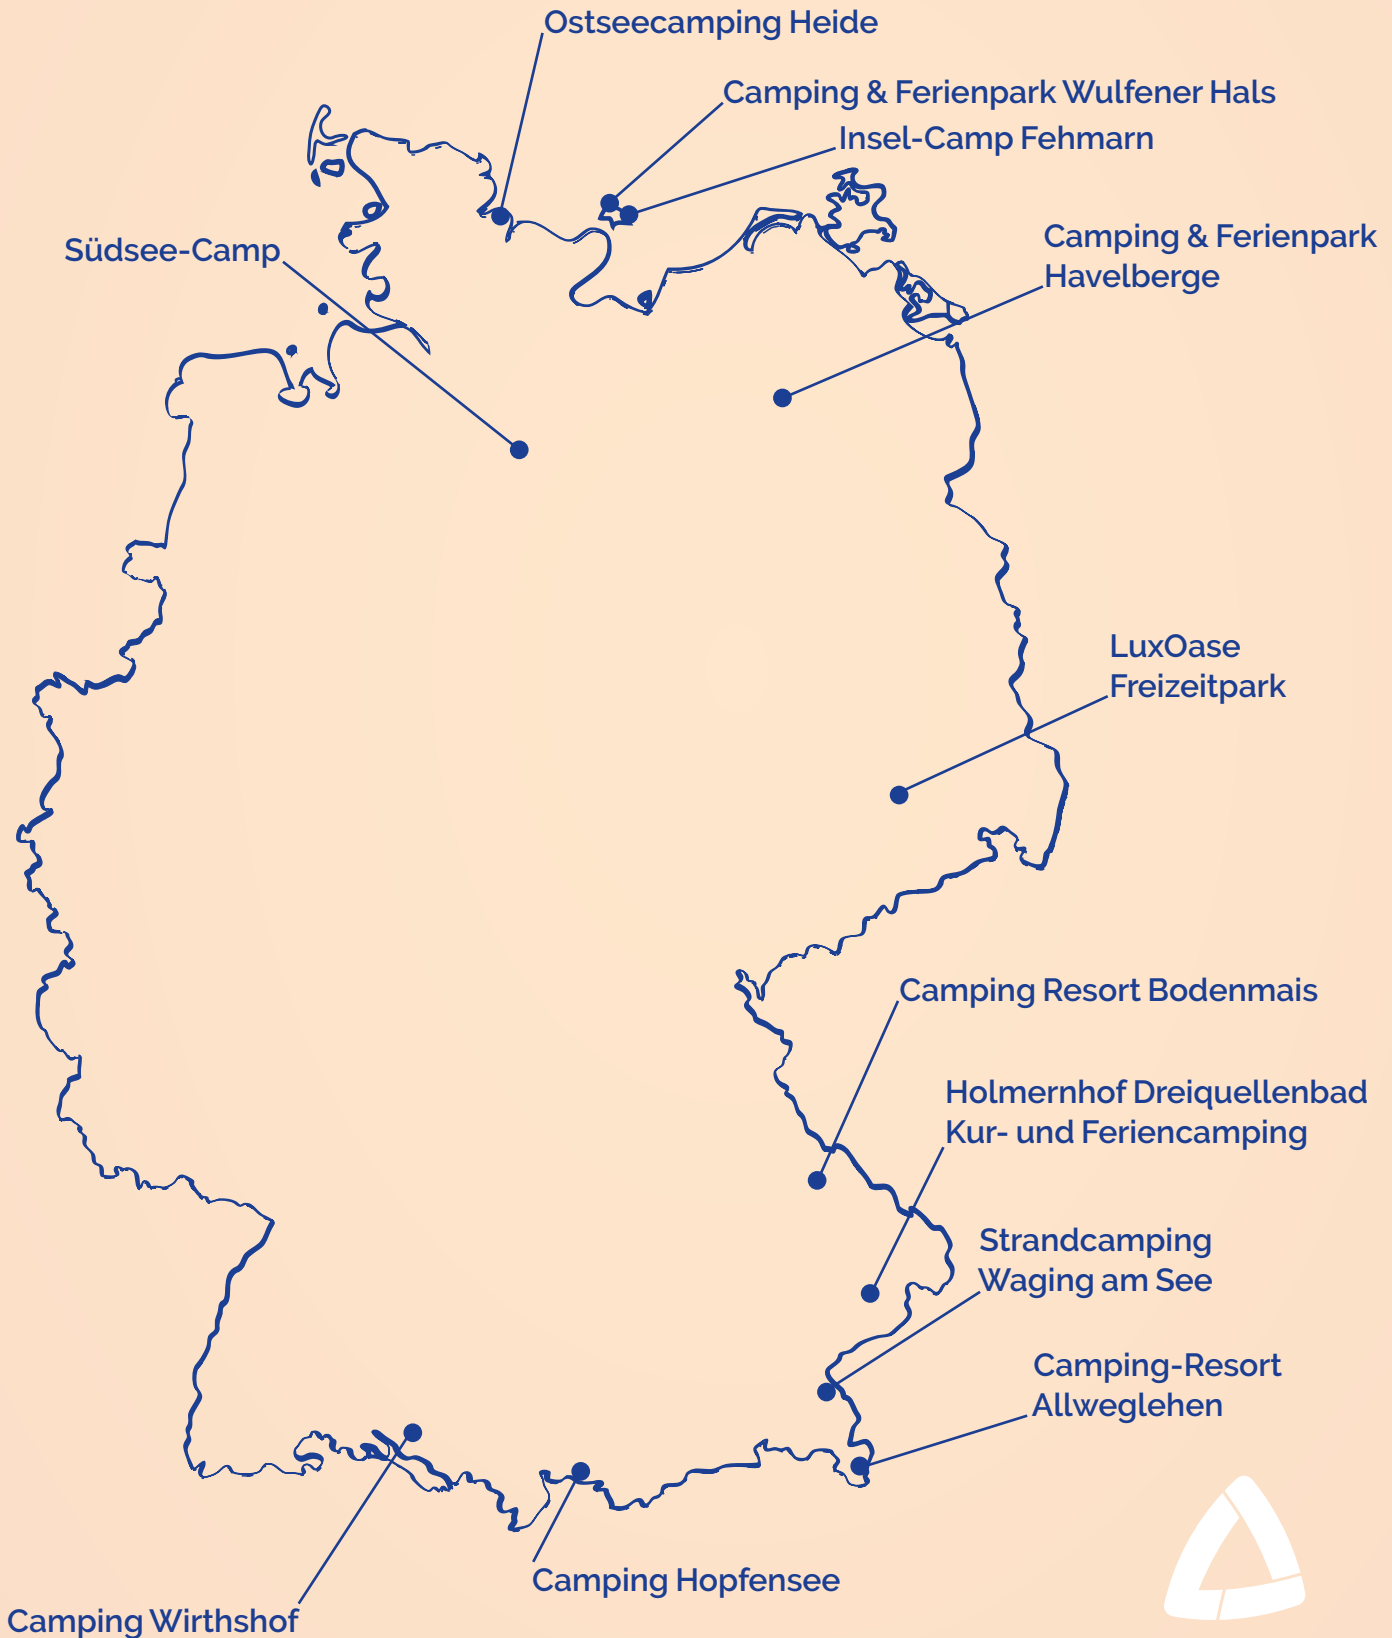 Ostseecamping Heide
Camping & Ferienpark Wulfener Hals
Insel-Camp Fehmarn
Südsee-Camp
Camping & Ferienpark
Havelberge
LuxOase
Freizeitpark
Camping Resort Bodenmais
Holmernhof Dreiquellenbad
Kur- und Feriencamping
Strandcamping
Waging am See
Camping-Resort
Allweglehen
Camping Hopfensee
Camping Wirthshof